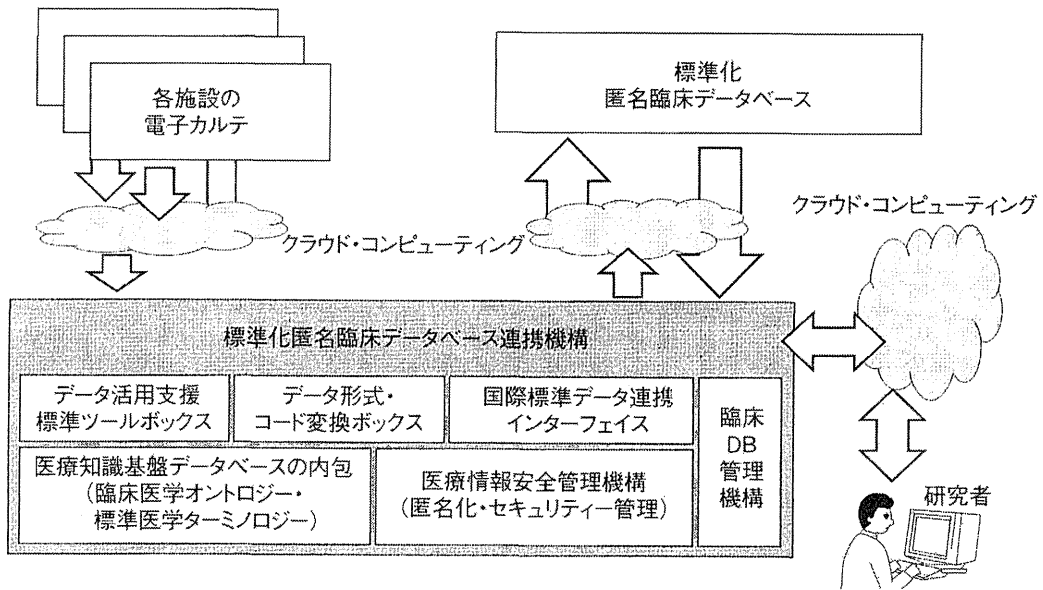 各施設の
電子カルテ
標準化
匿名臨床データベース
クラウド・コンピューティング
クラウド・コンピューティング
標準化匿名臨床データベース連携機構
データ活用支援
標準ツールボックス
データ形式・
コード変換ボックス
国際標準データ連携
インターフェイス
臨床
DB
管理
機構
医療知識基盤データベースの内包
(臨床医学オントロジー・
標準医学ターミノロジー)
医療情報安全管理機構
(匿名化・セキュリティー管理)
研究者